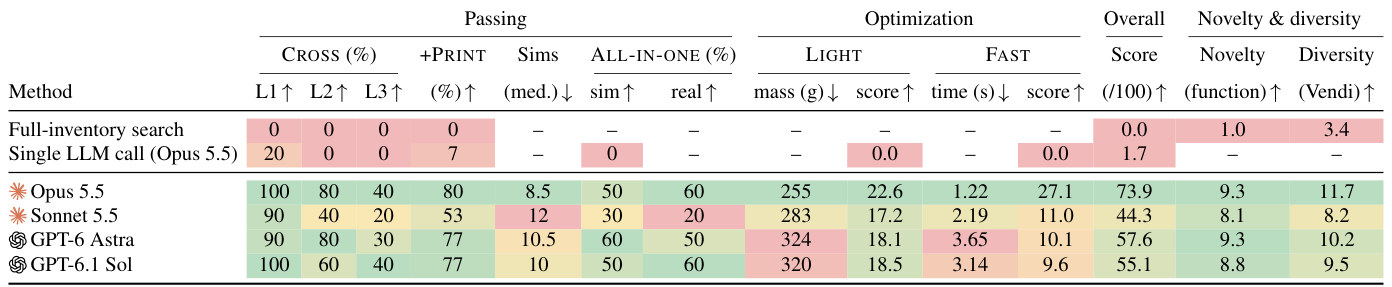 Passing Optimization Overall Novelty & diversity
CROSS (%) +PRINT Sims ALL-IN-ONE (%) LIGHT FAST Score Novelty Diversity
Method L1↑ L2↑ L3↑ (%)↑ (med.)↓ sim↑ real↑ mass (g)↓ score↑ time (s)↓ score↑ (/100)↑ (function)↑ (Vendi)↑
Full-inventory search 0 0 0 0 – – – – – – – 0.0 1.0 3.4
Single LLM call (Opus 5.5) 20 0 0 7 – 0 – – 0.0 – 0.0 1.7 – –
Opus 5.5 100 80 40 80 8.5 50 60 255 22.6 1.22 27.1 73.9 9.3 11.7
Sonnet 5.5 90 40 20 53 12 30 20 283 17.2 2.19 11.0 44.3 8.1 8.2
GPT-6 Astra 90 80 30 77 10.5 60 50 324 18.1 3.65 10.1 57.6 9.3 10.2
GPT-6.1 Sol 100 60 40 77 10 50 60 320 18.5 3.14 9.6 55.1 8.8 9.5